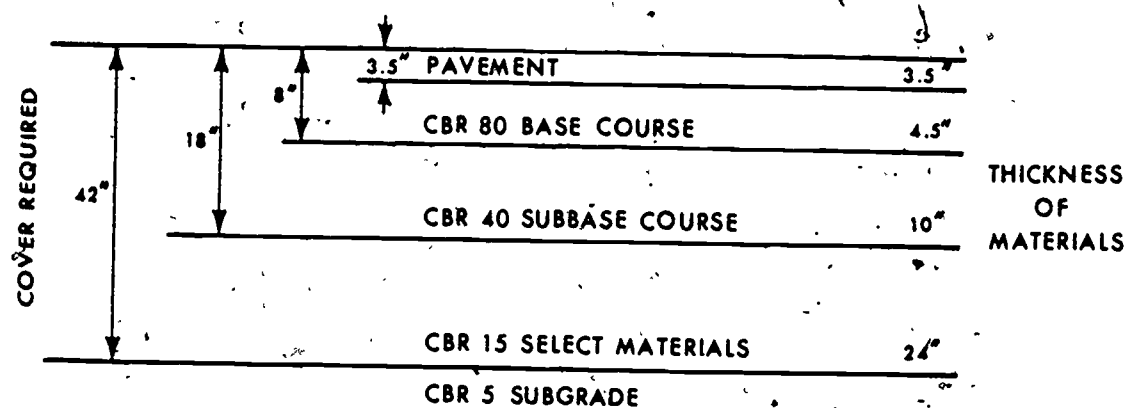 3.5" PAVEMENT 3.5"
8"
CBR 80 BASE COURSE 4.5"
18"
42"
CBR 40 SUBBASE COURSE 10"
CBR 15 SELECT MATERIALS 24"
CBR 5 SUBGRADE
COVER REQUIRED
THICKNESS
OF
MATERIALS